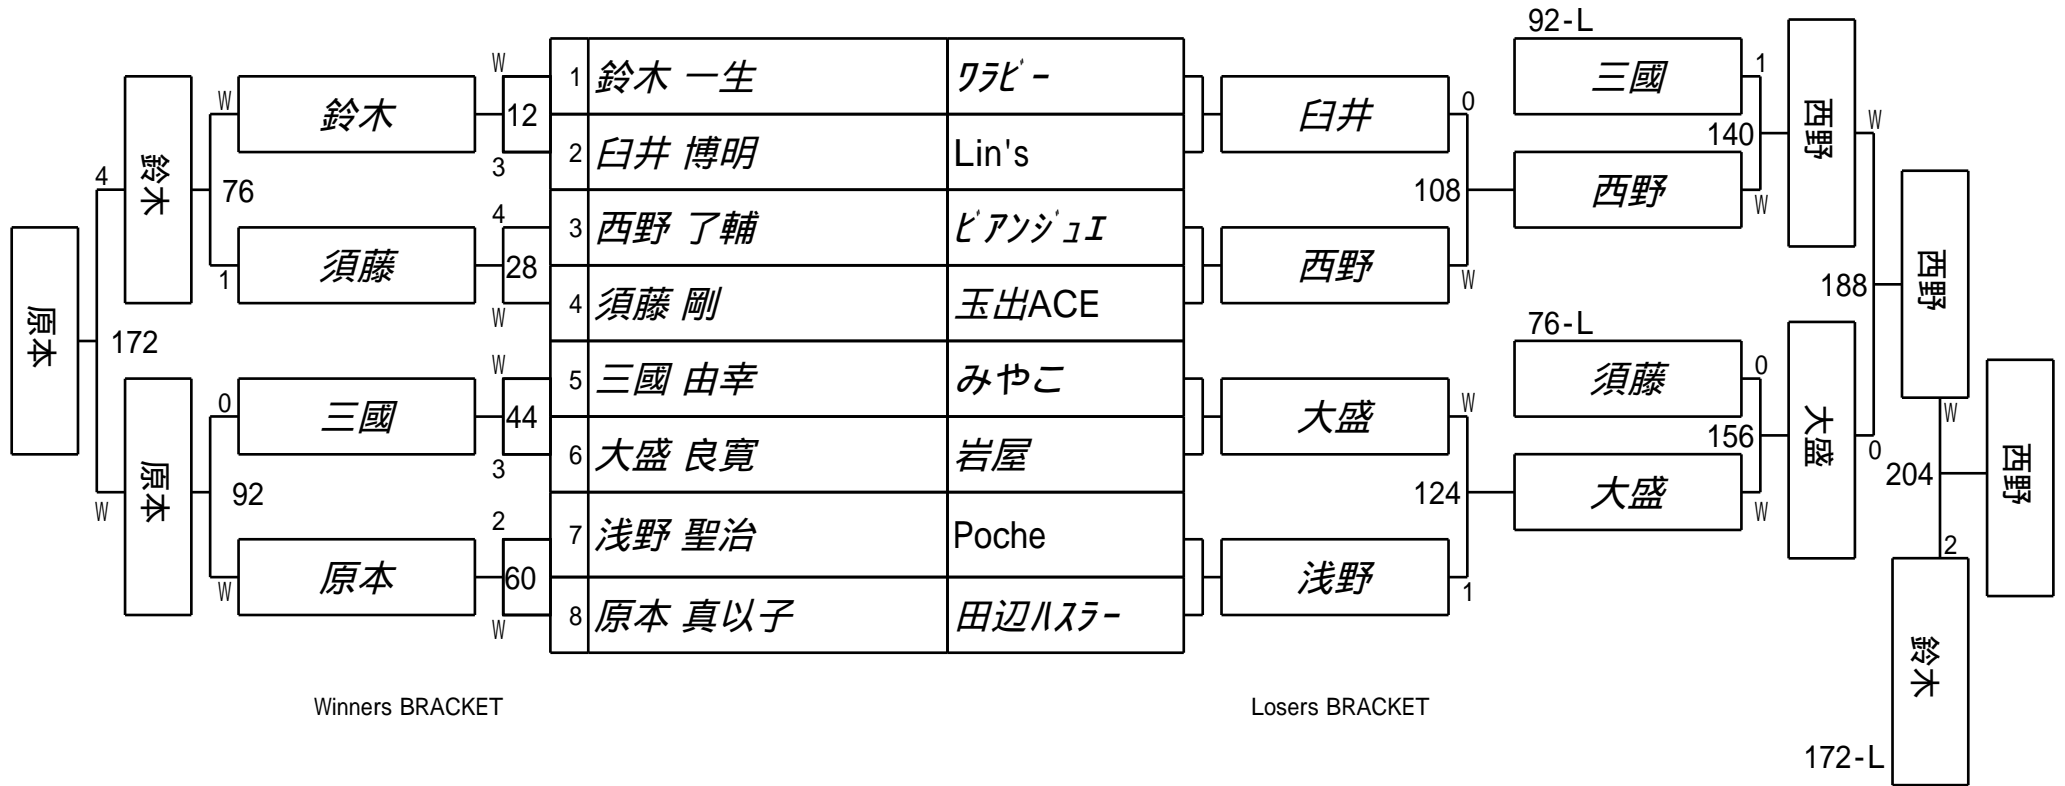 92-L
W
1 鈴木 一生 ﾜﾗﾋﾞｰ
三國
1
W
鈴木
12
臼井
0
西野
W
鈴木
4
2 臼井 博明 Lin's
140
3
76
108
西野
W
4
3 西野 了輔 ﾋﾞｱﾝｼﾞｭｴ
須藤
1
28
西野
W
西野
188
4 須藤 剛 玉出ACE
W
原本
172
76-L
W
5 三國 由幸 みやこ
須藤
0
0
三國
44
大盛
W
W
大盛
0
156
6 大盛 良寛 岩屋
3
原本
W
92
124
大盛
W
204
西野
2
7 浅野 聖治 Poche
2
原本
W
60
浅野
1
8 原本 真以子 田辺ﾊｽﾗｰ
W
鈴木
Winners BRACKET
Losers BRACKET
172-L